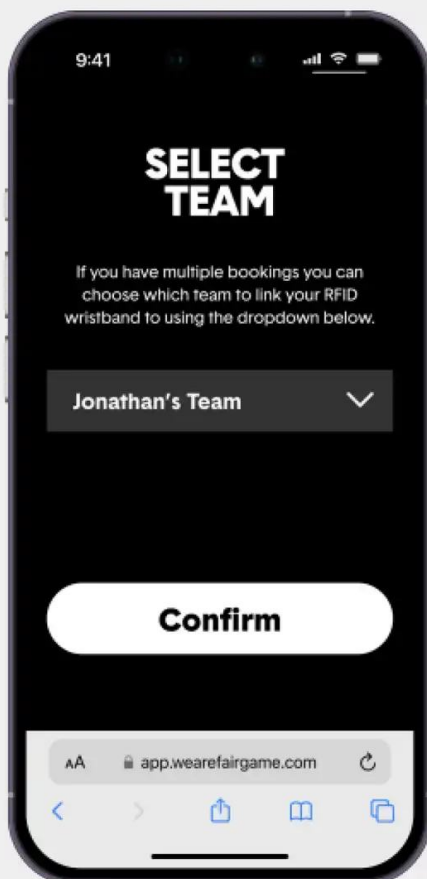 9:41
SELECT
TEAM
If you have multiple bookings you can
choose which team to link your RFID
wristband to using the dropdown below.
Jonathan's Team
Confirm
AA app.wearefairgame.com